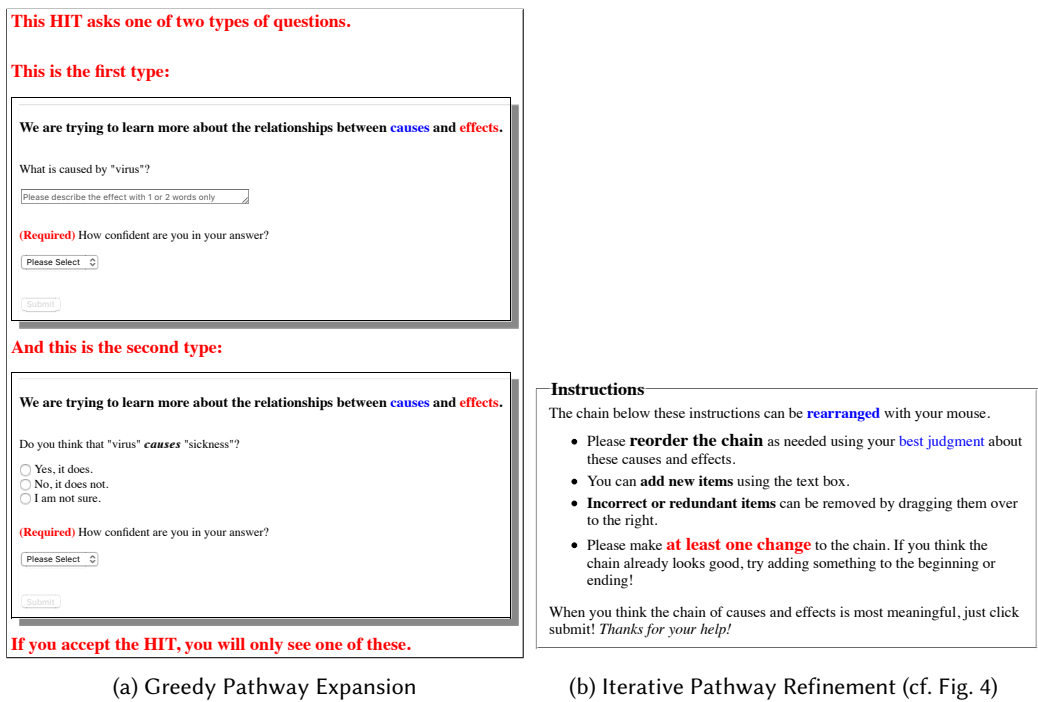 This HIT asks one of two types of questions.
This is the first type:
We are trying to learn more about the relationships between causes and effects.
What is caused by "virus"?
Please describe the effect with 1 or 2 words only
(Required) How confident are you in your answer?
Please Select
Submit
And this is the second type:
We are trying to learn more about the relationships between causes and effects.
Do you think that "virus" causes "sickness"?
Yes, it does.
No, it does not.
I am not sure.
(Required) How confident are you in your answer?
Please Select
Submit
If you accept the HIT, you will only see one of these.
(a) Greedy Pathway Expansion
Instructions
The chain below these instructions can be rearranged with your mouse.
• Please reorder the chain as needed using your best judgment about
these causes and effects.
• You can add new items using the text box.
• Incorrect or redundant items can be removed by dragging them over
to the right.
• Please make at least one change to the chain. If you think the
chain already looks good, try adding something to the beginning or
ending!
When you think the chain of causes and effects is most meaningful, just click
submit! Thanks for your help!
(b) Iterative Pathway Refinement (cf. Fig. 4)